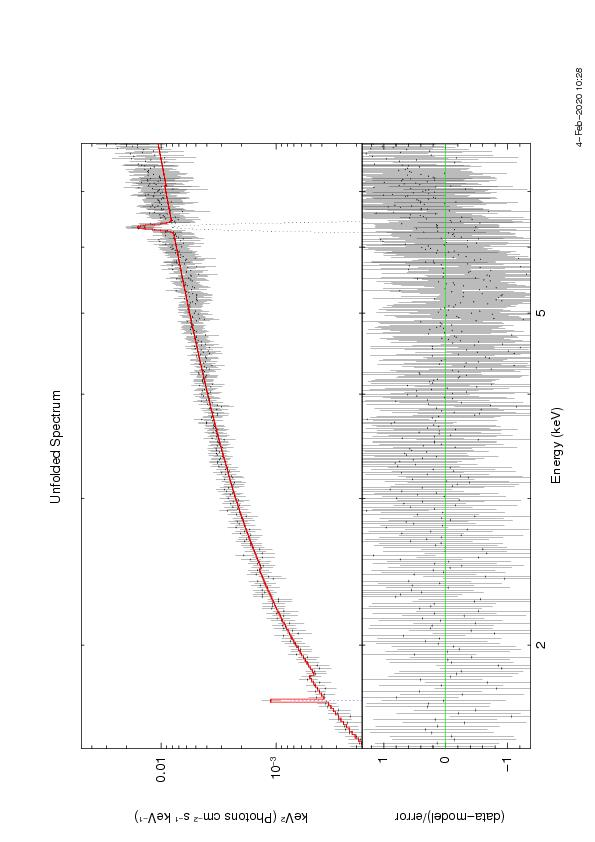 4−Feb−2020 10:28
Unfolded Spectrum
0.01
10⁻³
keV² (Photons cm⁻² s⁻¹ keV⁻¹)
1
0
−1
(data−model)/error
2
5
Energy (keV)